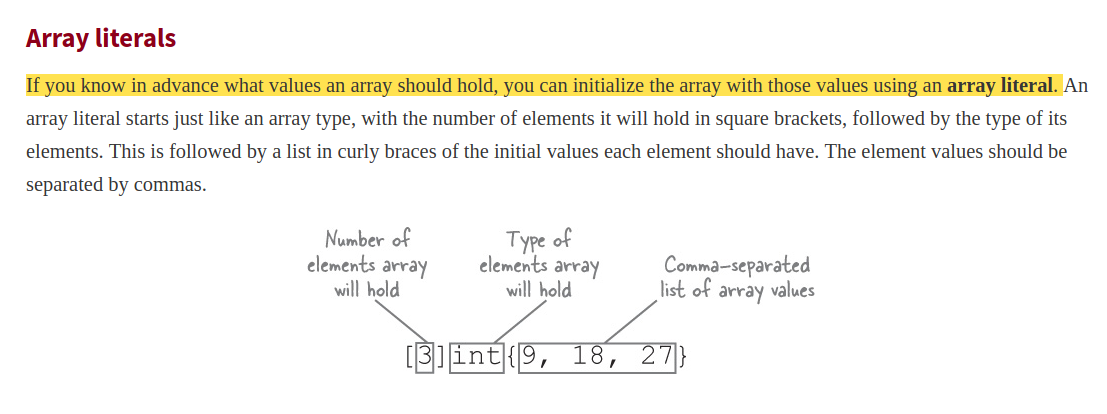 Array literals
If you know in advance what values an array should hold, you can initialize the array with those values using an array literal. An
array literal starts just like an array type, with the number of elements it will hold in square brackets, followed by the type of its
elements. This is followed by a list in curly braces of the initial values each element should have. The element values should be
separated by commas.
Number of
elements array
will hold
Type of
elements array
will hold
Comma-separated
list of array values
[3]int{9, 18, 27}